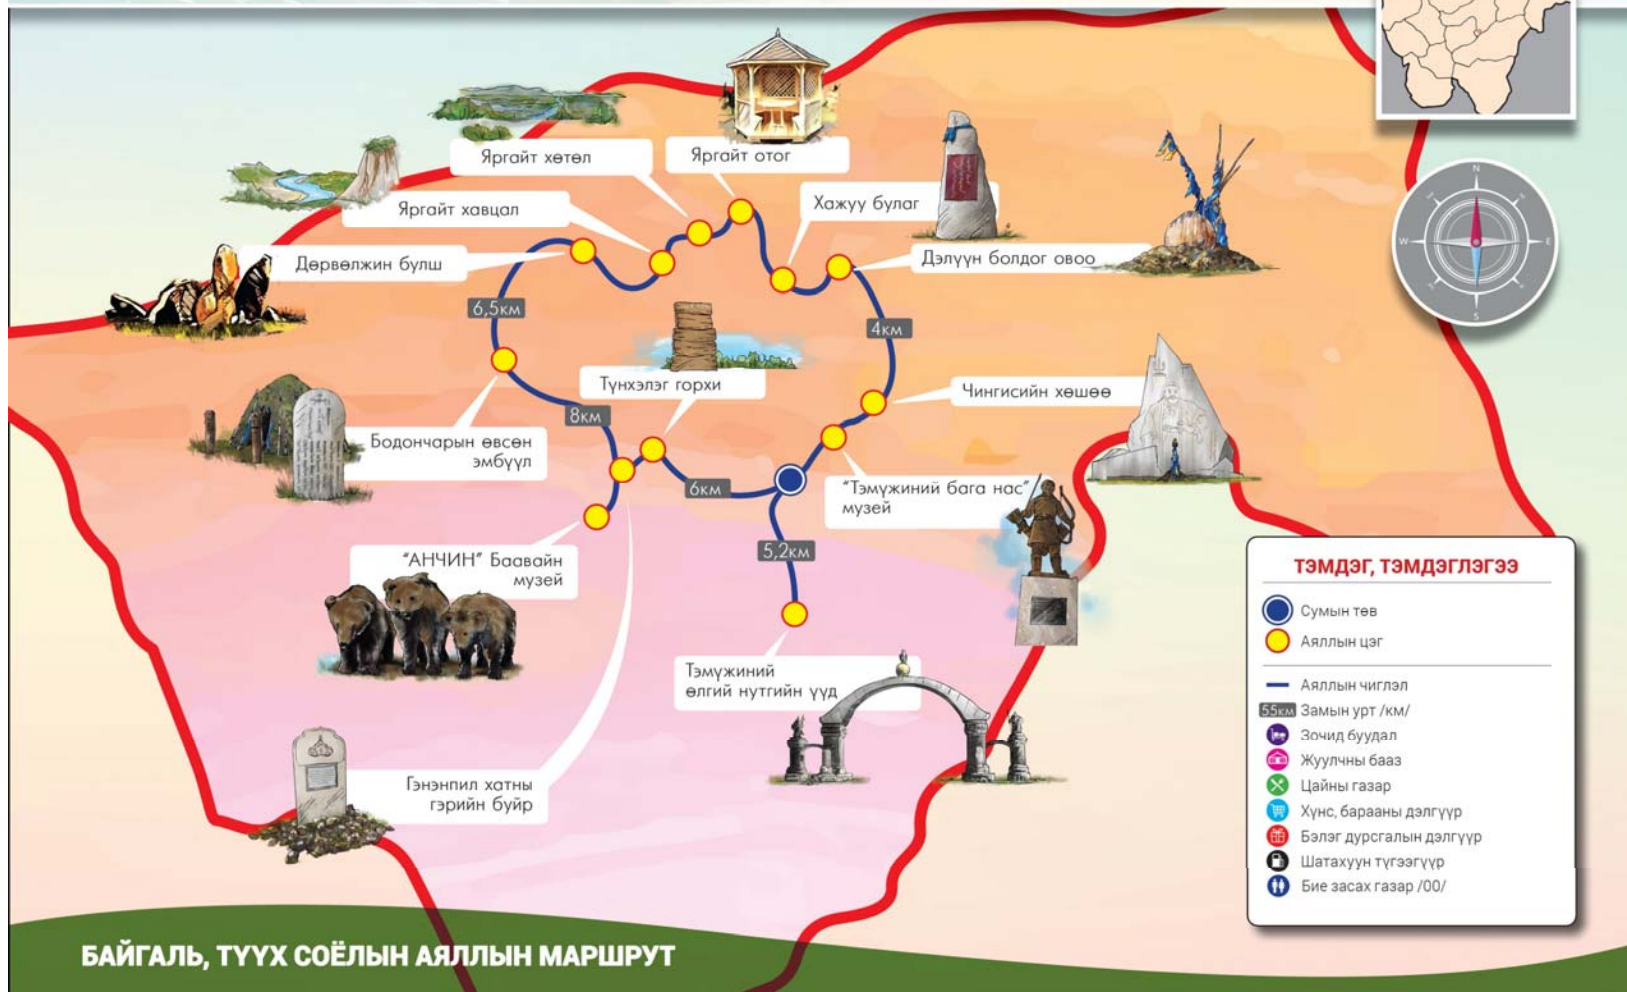 Яргайт хөтөл
Яргайт отог
Яргайт хавцал
Хажуу булаг
Дөрвөлжин булш
Дэлүүн болдог овоо
6,5км
4км
Түнхэлэг горхи
Чингисийн хөшөө
8км
Бодончарын өвсөн
эмбүүл
6км
"Тэмүжиний бага нас"
музей
5,2км
"АНЧИН" Баавайн
музей
Тэмүжиний
өлгий нутгийн үүд
Гэнэнпил хатны
гэрийн буйр
N
W
E
S
ТЭМДЭГ, ТЭМДЭГЛЭГЭЭ
Сумын төв
Аяллын цэг
Аяллын чиглэл
55км Замын урт /км/
Зочид буудал
Жуулчны бааз
Цайны газар
Хүнс, барааны дэлгүүр
Бэлэг дурсгалын дэлгүүр
Шатахуун түгээгүүр
Бие засах газар /00/
БАЙГАЛЬ, ТҮҮХ СОЁЛЫН АЯЛЛЫН МАРШРУТ